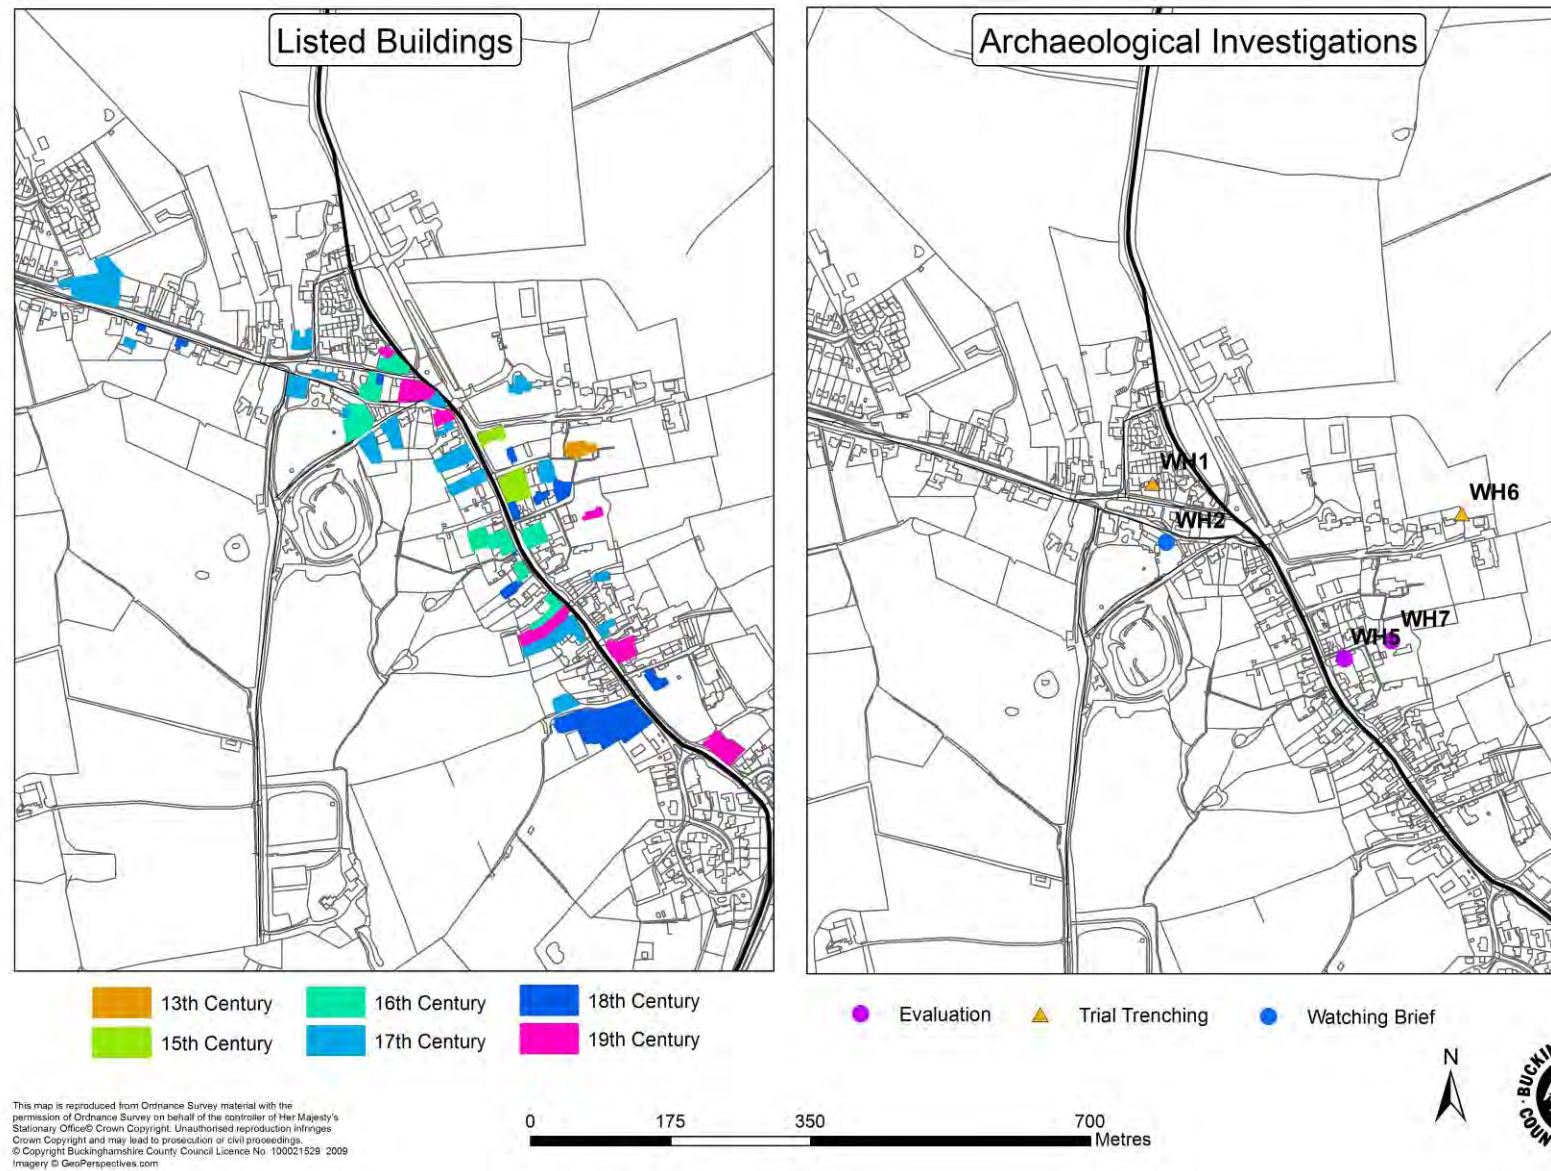 Listed Buildings
Archaeological Investigations
WH1
WH6
WH2
WH7
WH5
13th Century
16th Century
18th Century
15th Century
17th Century
19th Century
Evaluation
Trial Trenching
Watching Brief
N
This map is reproduced from Ordnance Survey material with the
permission of Ordnance Survey on behalf of the controller of Her Majesty's
Stationary Office© Crown Copyright. Unauthorised reproduction infringes
Crown Copyright and may lead to prosecution or civil proceedings.
© Copyright Buckinghamshire County Council Licence No. 100021529 2009
Imagery © GeoPerspectives.com
0 175 350 700
Metres